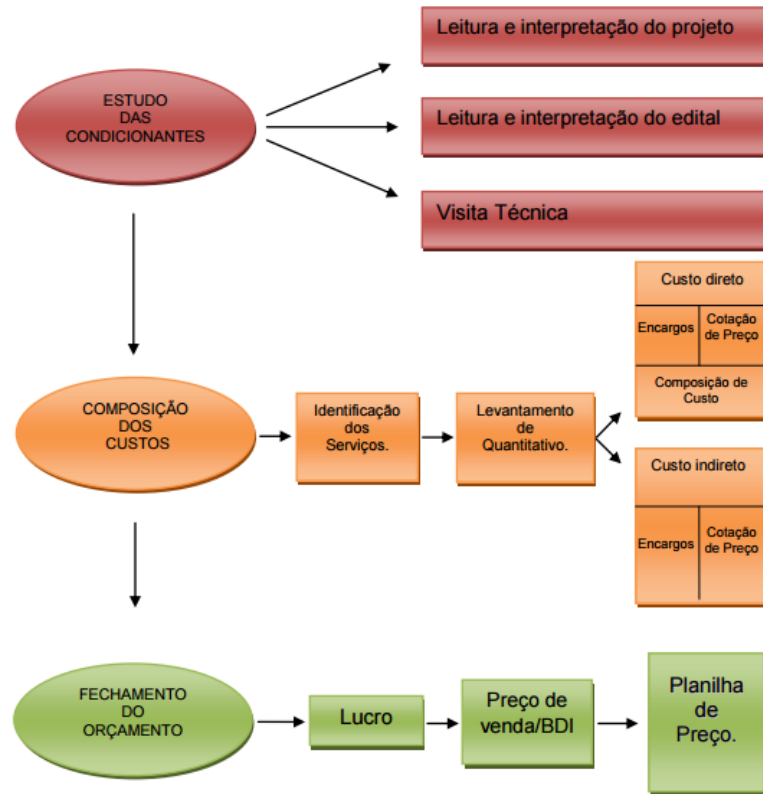 ESTUDO
DAS
CONDICIONANTES
Leitura e interpretação do projeto
Leitura e interpretação do edital
Visita Técnica
COMPOSIÇÃO
DOS
CUSTOS
Identificação
dos
Serviços.
Levantamento
de
Quantitativo.
Custo direto
Encargos
Cotação
de Preço
Composição de
Custo
Custo indireto
Encargos
Cotação
de Preço
FECHAMENTO
DO
ORÇAMENTO
Lucro
Preço de
venda/BDI
Planilha
de
Preço.